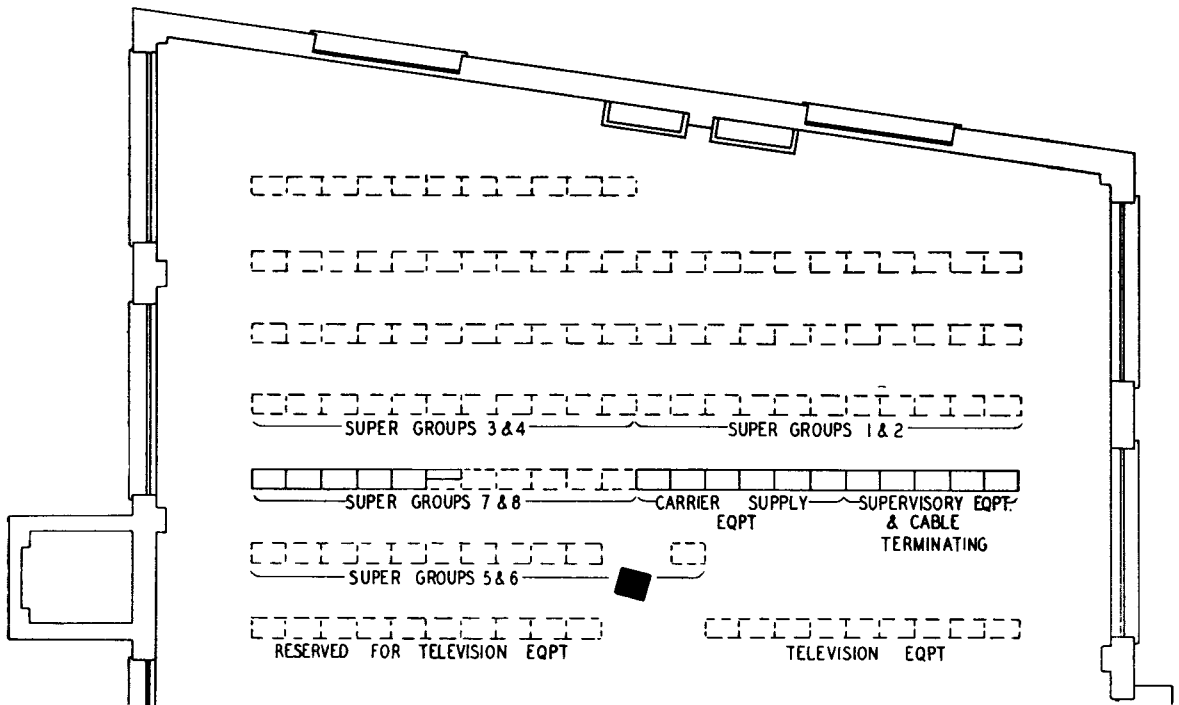 SUPER GROUPS 3 & 4
SUPER GROUPS 1 & 2
SUPER GROUPS 7 & 8
CARRIER SUPPLY
EQPT
SUPERVISORY EQPT.
& CABLE
TERMINATING
SUPER GROUPS 5 & 6
RESERVED FOR TELEVISION EQPT
TELEVISION EQPT